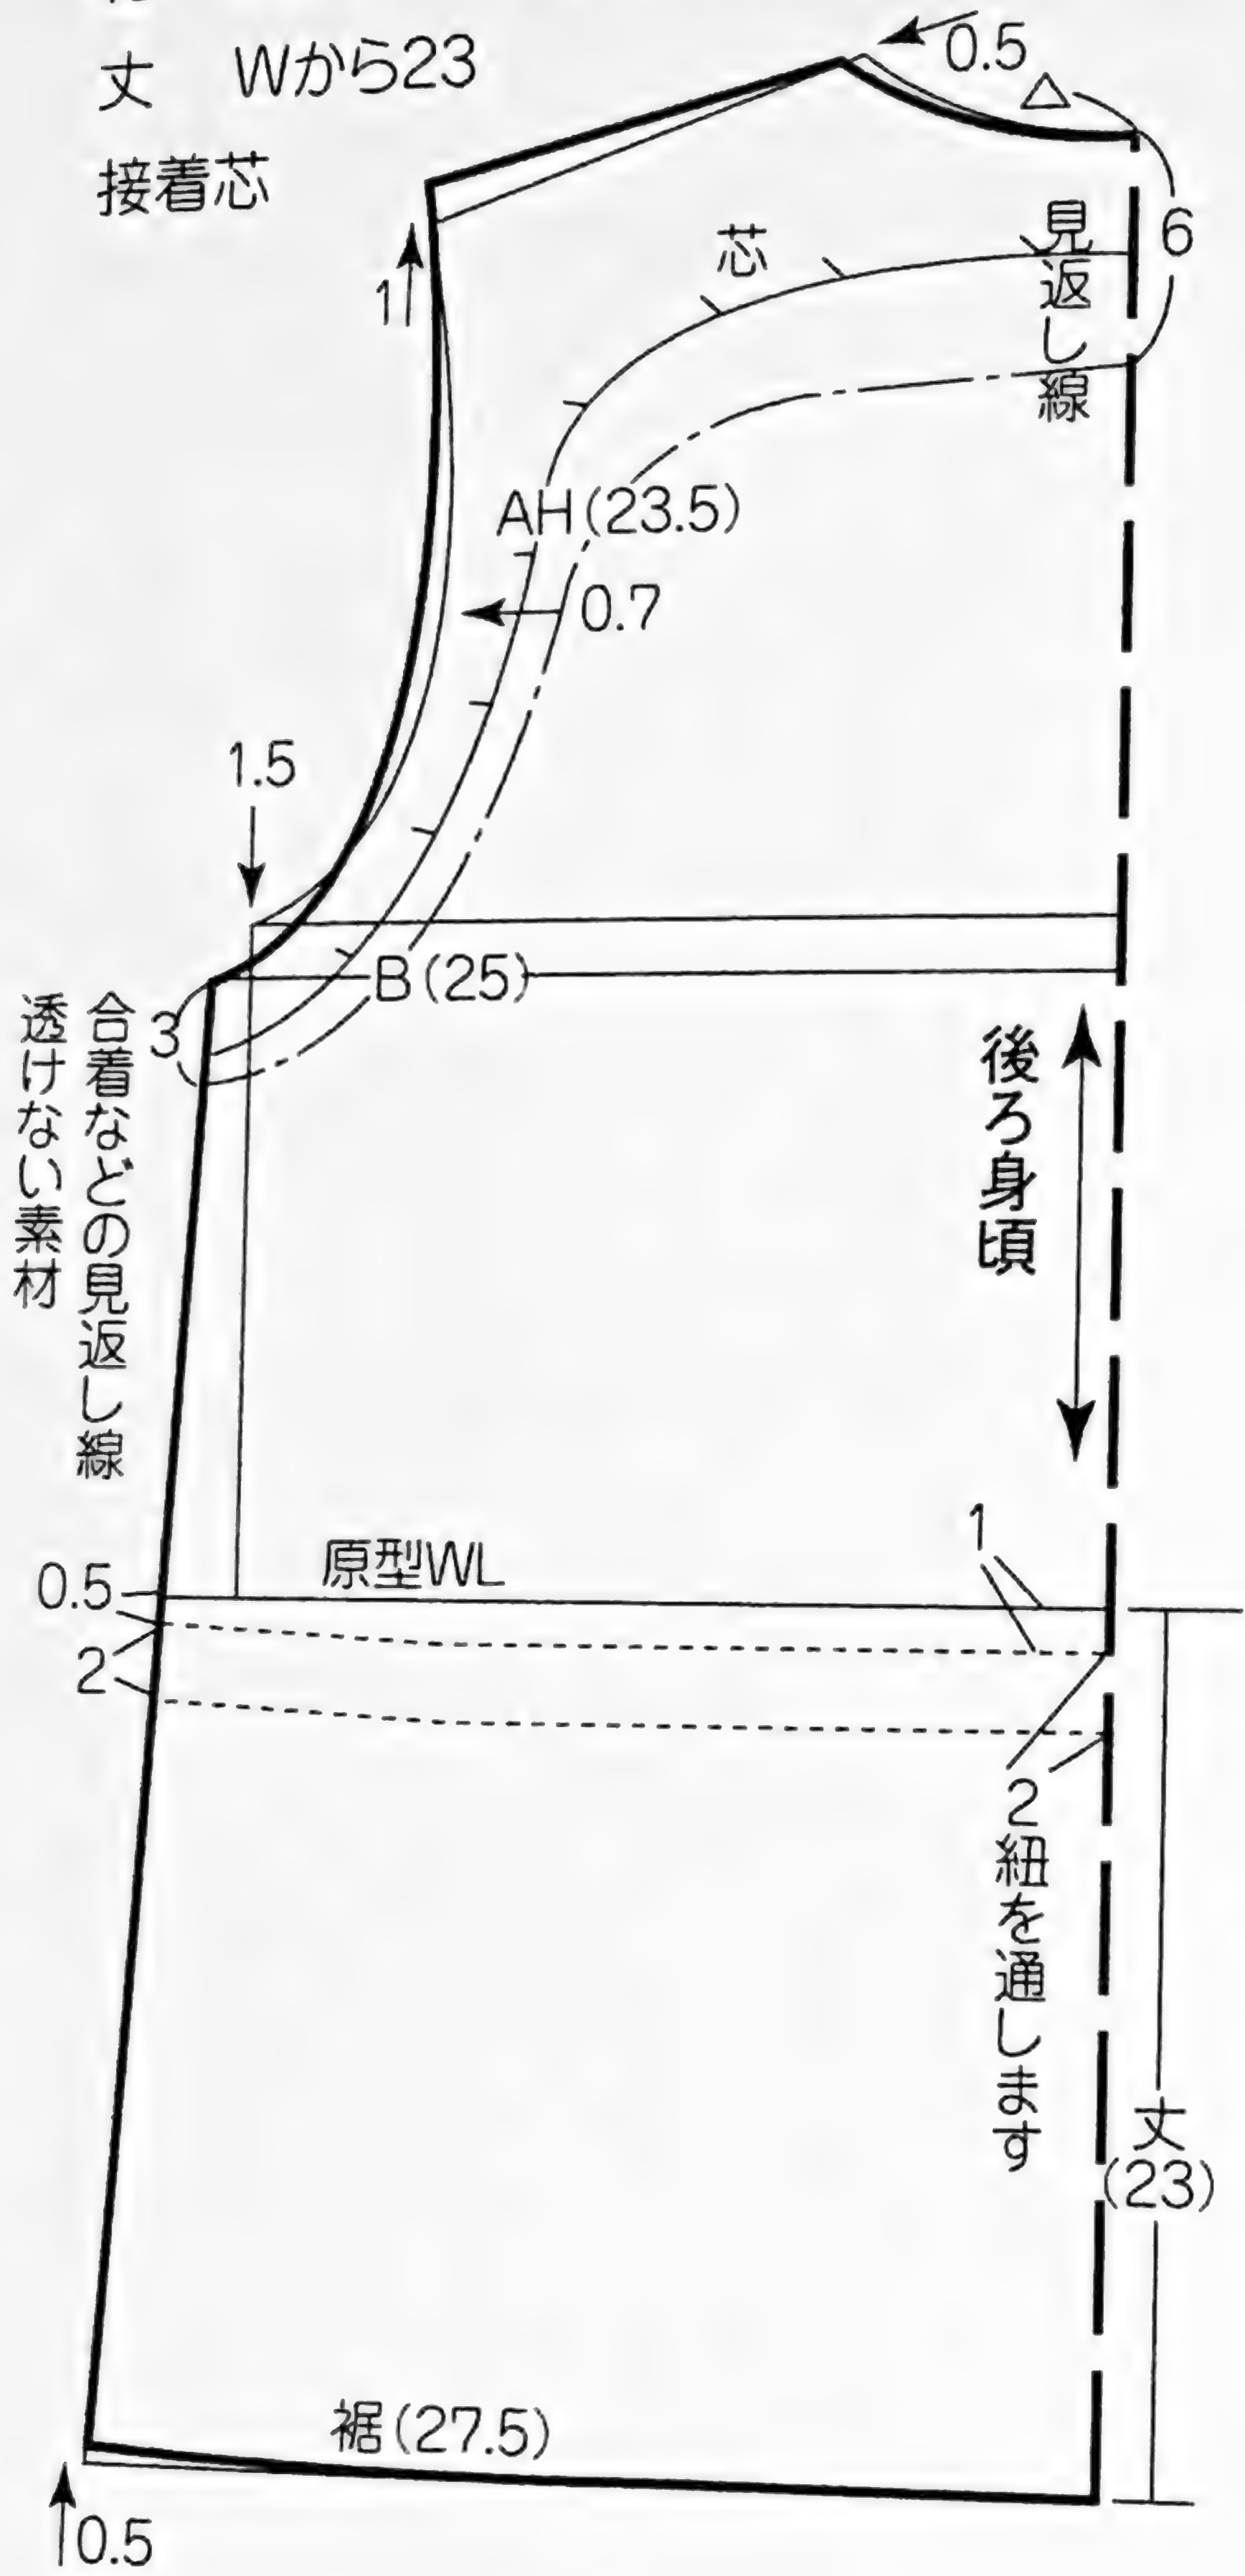 丈 Wから23
接着芯
0.5
△
6
見返し線
芯
1
AH(23.5)
0.7
1.5
B(25)
3
合着などの見返し線
透けない素材
後ろ身頃
原型WL
1
0.5
2
2紐を通します
丈
(23)
裾(27.5)
0.5